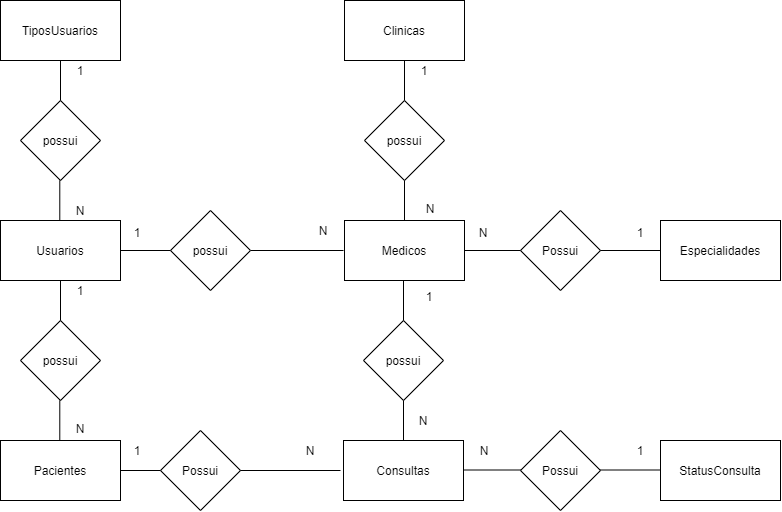 TiposUsuarios
Clinicas
1
1
possui
possui
N
N
1
N
N
1
Usuarios
possui
Medicos
Possui
Especialidades
1
1
possui
possui
N
N
1
N
N
1
Pacientes
Possui
Consultas
Possui
StatusConsulta